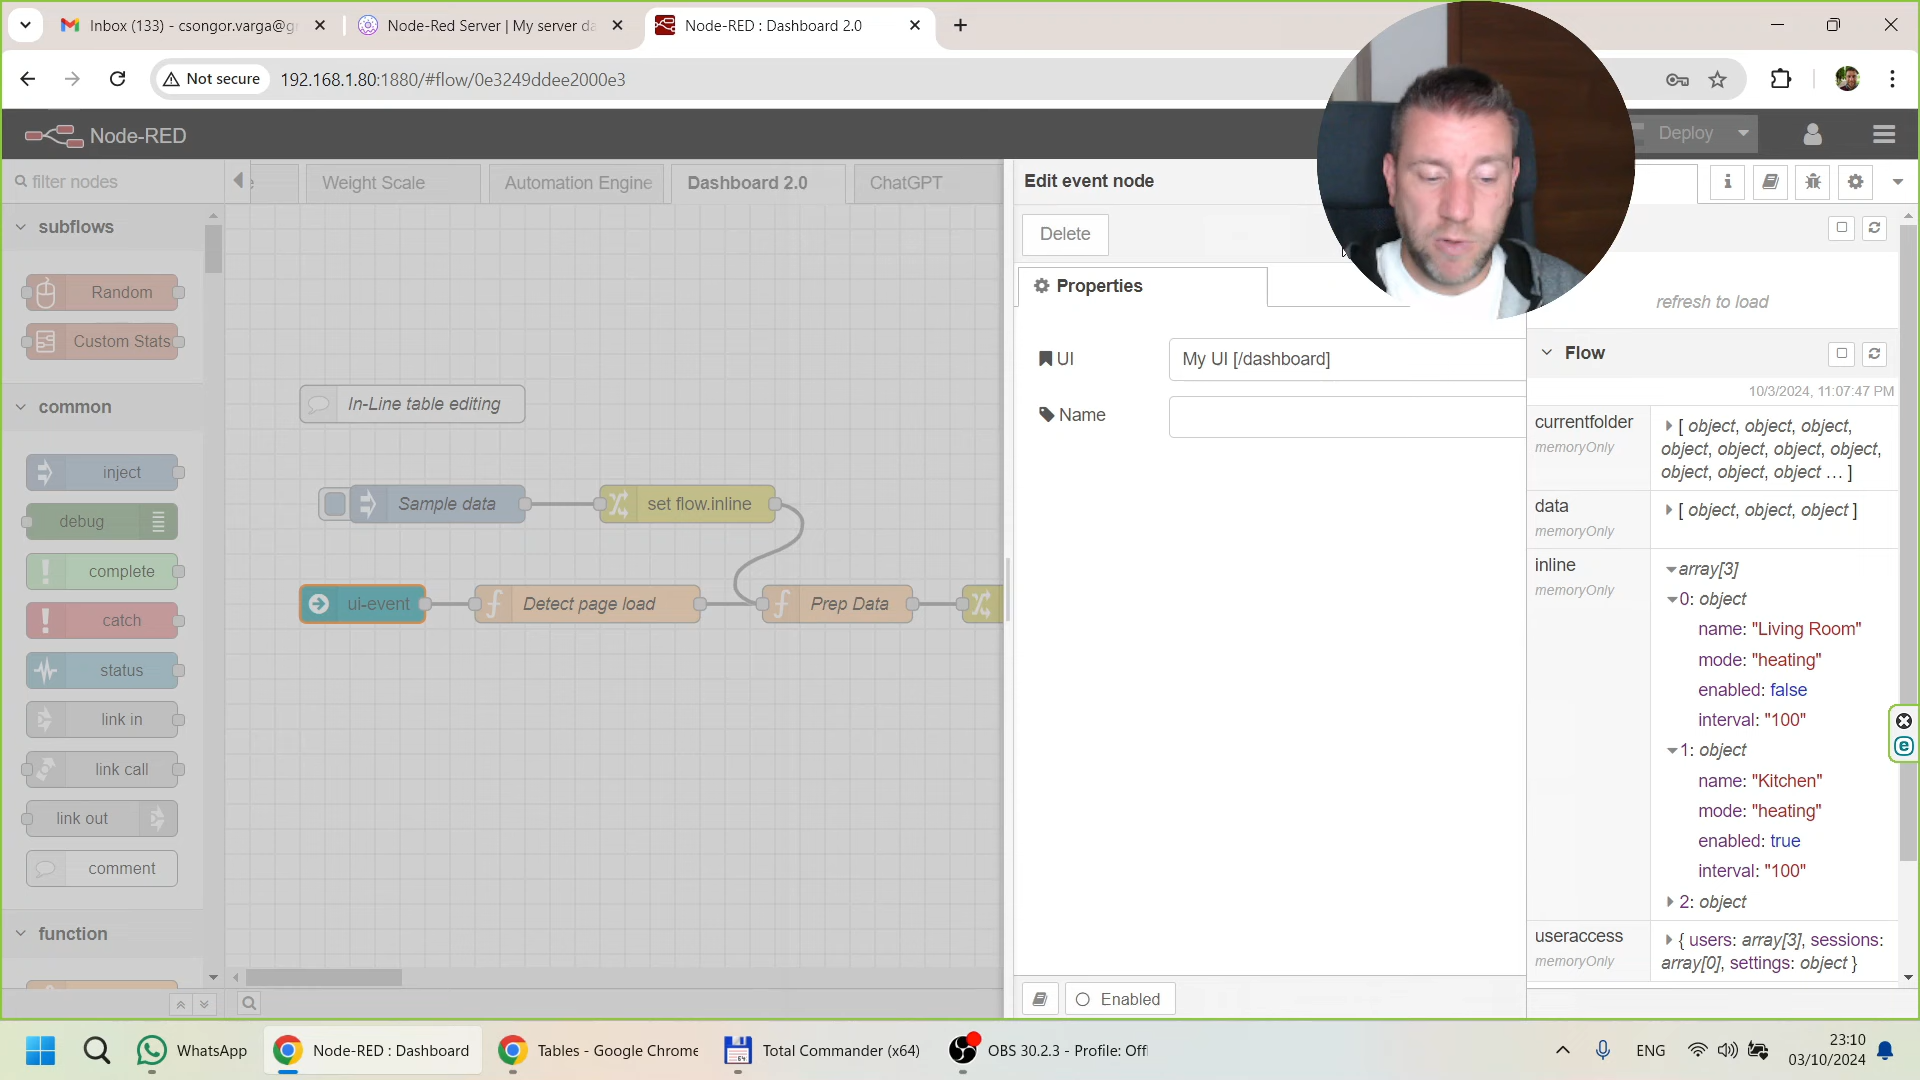 Inbox (133) - csongor.varga@g
Node-Red Server | My server da
Node-RED : Dashboard 2.0
Not secure
192.168.1.80:1880/#flow/0e3249ddee2000e3
Node-RED
Deploy
filter nodes
Weight Scale
Automation Engine
Dashboard 2.0
ChatGPT
Edit event node
Delete
Properties
UI
My UI [/dashboard]
Name
Enabled
subflows
Random
Custom Stats
common
inject
debug
complete
catch
status
link in
link call
link out
comment
function
In-Line table editing
Sample data
set flow.inline
ui-event
Detect page load
Prep Data
refresh to load
Flow
10/3/2024, 11:07:47 PM
currentfolder
memoryOnly
[ object, object, object,
object, object, object, object,
object, object, object … ]
data
memoryOnly
[ object, object, object ]
inline
memoryOnly
array[3]
0: object
name: "Living Room"
mode: "heating"
enabled: false
interval: "100"
1: object
name: "Kitchen"
mode: "heating"
enabled: true
interval: "100"
2: object
useraccess
memoryOnly
{ users: array[3], sessions:
array[0], settings: object }
WhatsApp
Node-RED : Dashboard
Tables - Google Chrome
64
Total Commander (x64)
OBS 30.2.3 - Profile:
ENG
23:10
03/10/2024